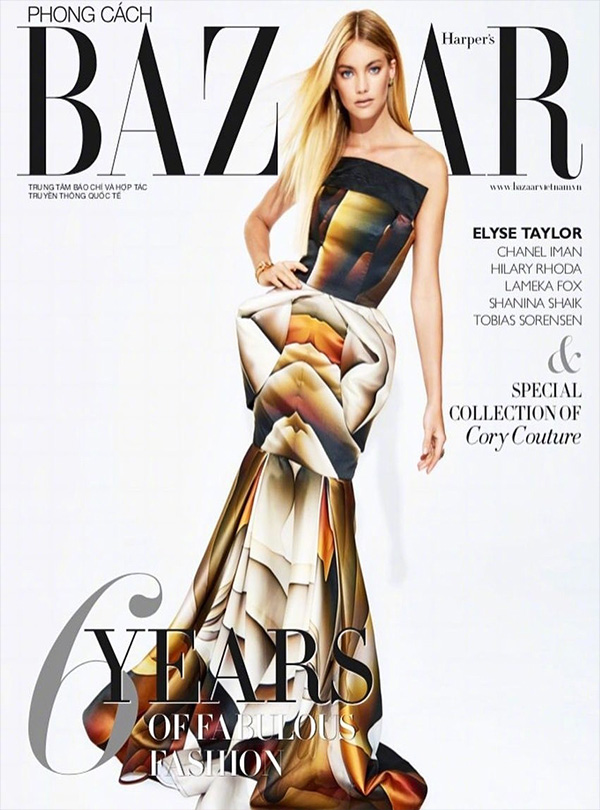 PHONG CÁCH
BAZAAR
Harper's
TRUNG TÂM BÁO CHÍ VÀ HỢP TÁC
TRUYỀN THÔNG QUỐC TẾ
www.bazaarvietnam.vn
ELYSE TAYLOR
CHANEL IMAN
HILARY RHODA
LAMEKA FOX
SHANINA SHAIK
TOBIAS SORENSEN
&
SPECIAL
COLLECTION OF
Cory Couture
6 YEARS
OF FABULOUS
FASHION